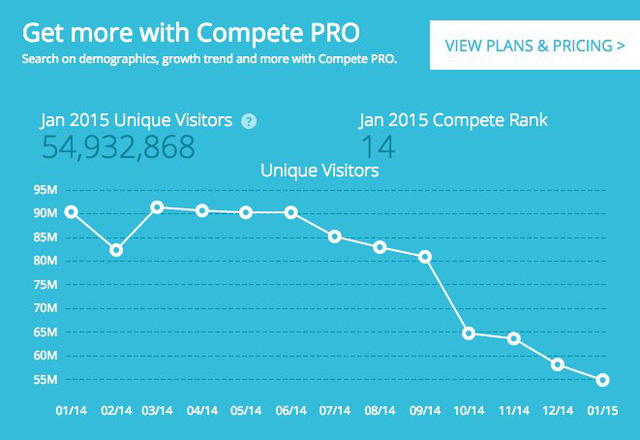 Get more with Compete PRO
Search on demographics, growth trend and more with Compete PRO.
VIEW PLANS & PRICING >
Jan 2015 Unique Visitors ?
54,932,868
Jan 2015 Compete Rank
14
Unique Visitors
95M
90M
85M
80M
75M
70M
65M
60M
55M
01/14 02/14 03/14 04/14 05/14 06/14 07/14 08/14 09/14 10/14 11/14 12/14 01/15